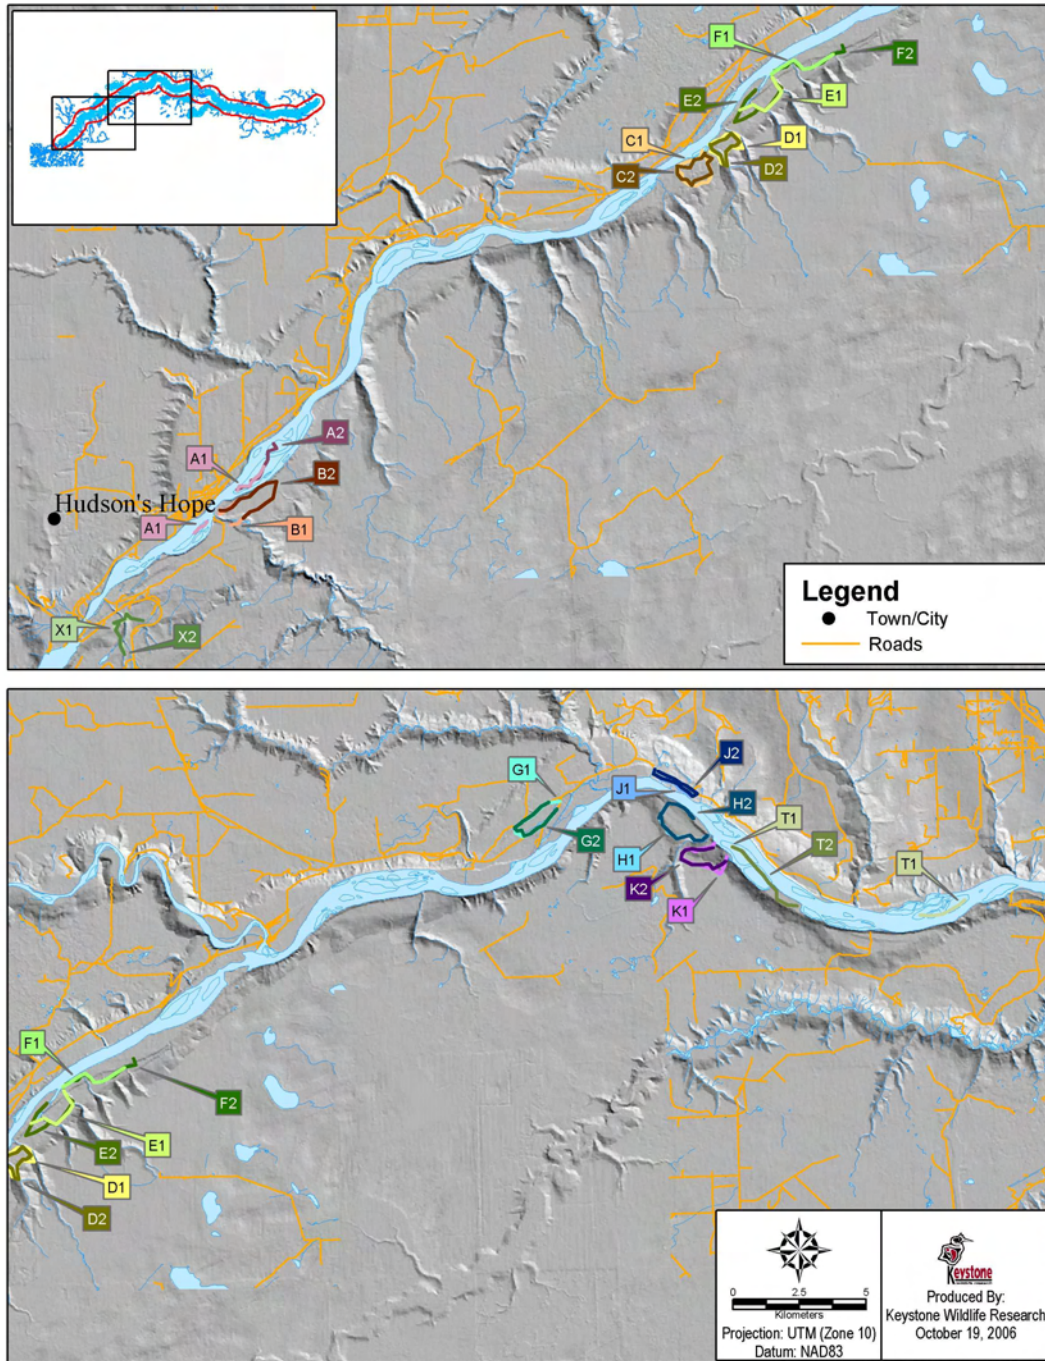 F1
F2
E2
E1
C1
D1
C2
D2
A2
A1
B2
Hudson's Hope
A1
B1
X1
X2
Legend
Town/City
Roads
J2
G1
J1
H2
T1
G2
T2
H1
T1
K2
K1
F1
F2
E1
E2
D1
D2
0 2.5 5
Kilometers
Projection: UTM (Zone 10)
Datum: NAD83
Keystone
Produced By:
Keystone Wildlife Research
October 19, 2006